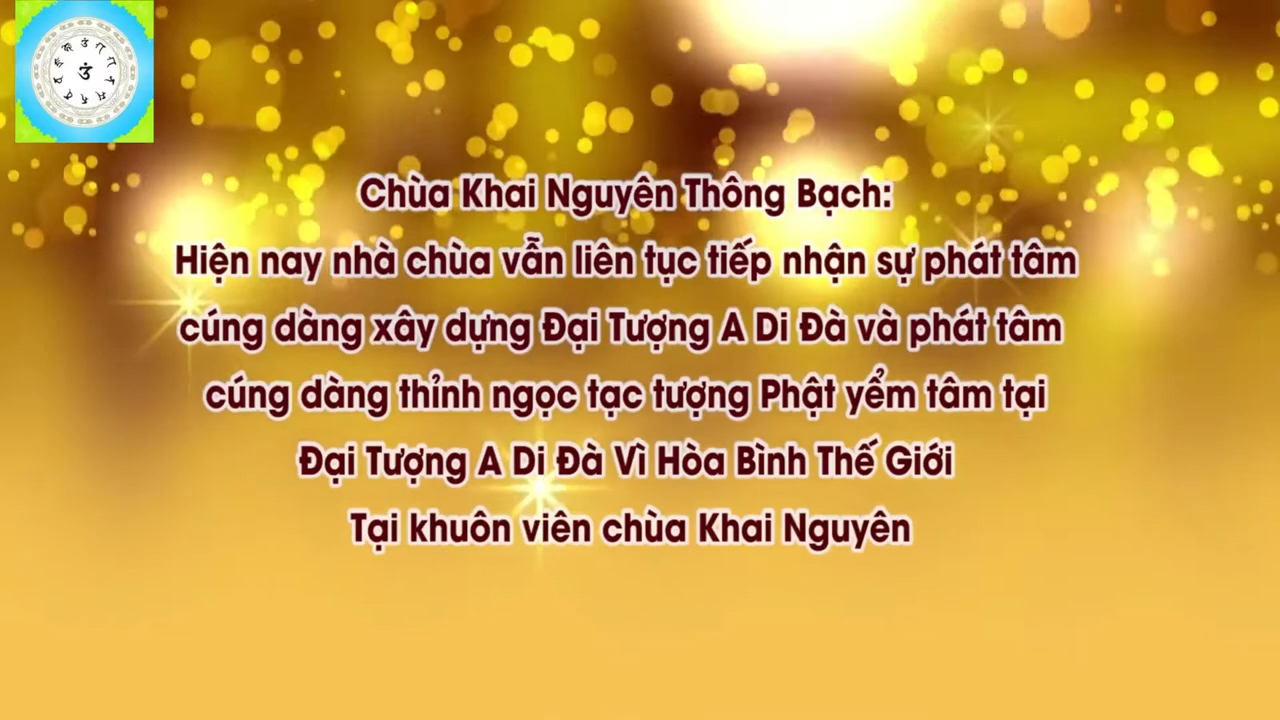 Chùa Khai Nguyên Thông Bạch:
Hiện nay nhà chùa vẫn liên tục tiếp nhận sự phát tâm
cúng dàng xây dựng Đại Tượng A Di Đà và phát tâm
cúng dàng thỉnh ngọc tạc tượng Phật yểm tâm tại
Đại Tượng A Di Đà Vì Hòa Bình Thế Giới
Tại khuôn viên chùa Khai Nguyên